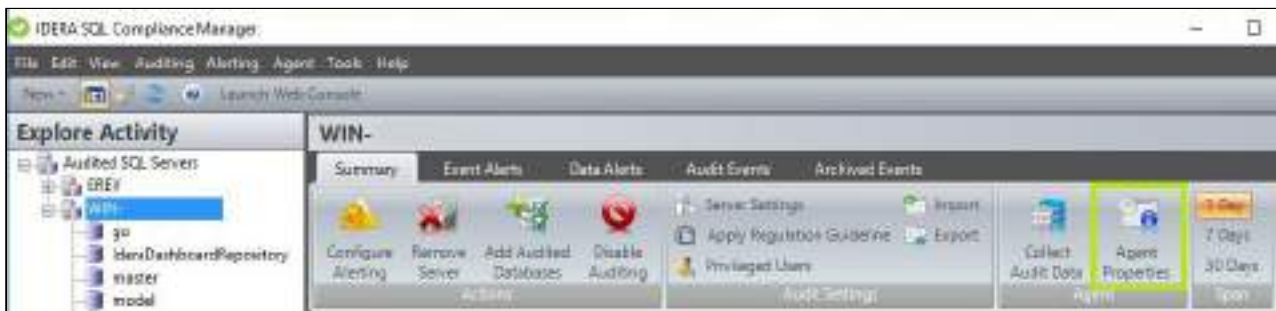 IDERA SQL Compliance Manager
File Edit View Auditing Alerting Agent Tools Help
New Launch Web Console
Explore Activity
WIN-
Audited SQL Servers
WIN-
go
IderaDashboardRepository
master
model
Summary Event Alerts Data Alerts Audit Events Archived Events
Configure Alerting
Remove Server
Add Audited Databases
Disable Auditing
Actions
Server Settings
Apply Regulation Guideline
Privileged Users
Import
Export
Audit Settings
Collect Audit Data
Agent Properties
Agent
1 Day
7 Days
30 Days
Span